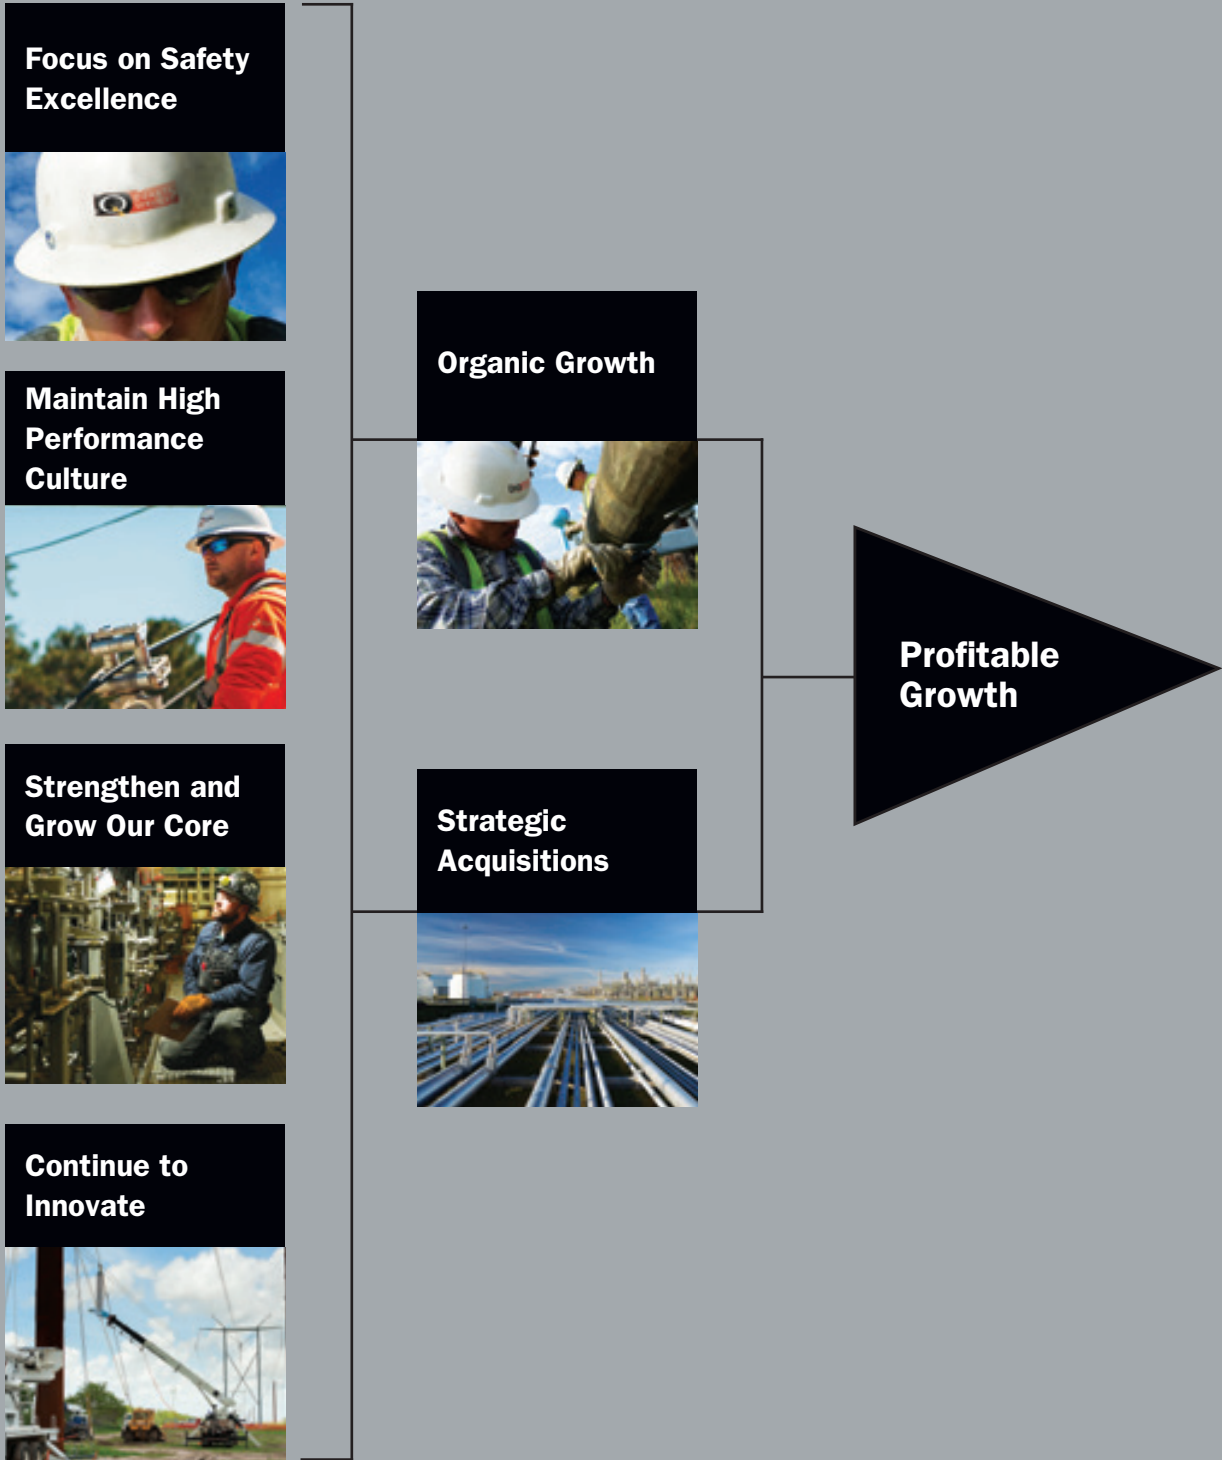 Focus on Safety
Excellence
Maintain High
Performance
Culture
Strengthen and
Grow Our Core
Continue to
Innovate
Organic Growth
Strategic
Acquisitions
Profitable
Growth